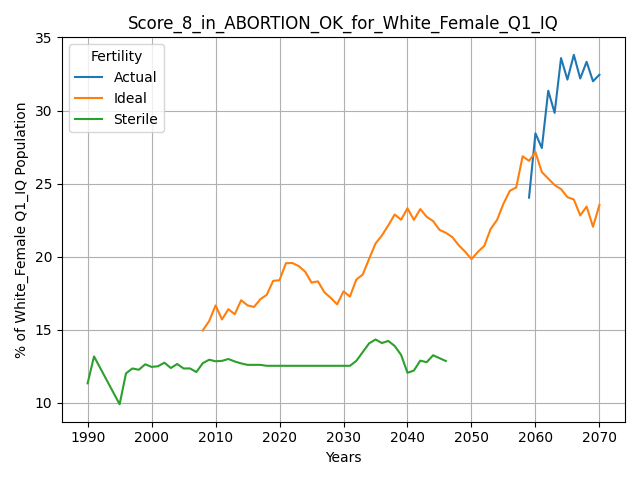 Score_8_in_ABORTION_OK_for_White_Female_Q1_IQ
Fertility
Actual
Ideal
Sterile
% of White_Female Q1_IQ Population
35
30
25
20
15
10
1990 2000 2010 2020 2030 2040 2050 2060 2070
Years